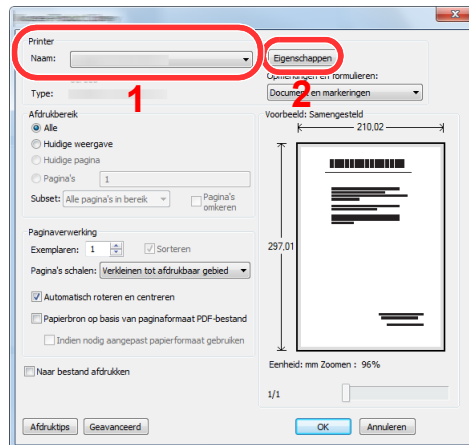 Printer
Naam:
Eigenschappen
1
2
Type:
Opmerkingen en formulieren:
Document en markeringen
Afdrukbereik
Alle
Huidige weergave
Huidige pagina
Pagina's 1
Subset: Alle pagina's in bereik Pagina's omkeren
Voorbeeld: Samengesteld
210,02
297,01
Paginaverwerking
Exemplaren: 1 Sorteren
Pagina's schalen: Verkleinen tot afdrukbaar gebied
Automatisch roteren en centreren
Papierbron op basis van paginaformaat PDF-bestand
Indien nodig aangepast papierformaat gebruiken
Naar bestand afdrukken
Eenheid: mm Zoomen : 96%
1/1
Afdruktips Geavanceerd OK Annuleren